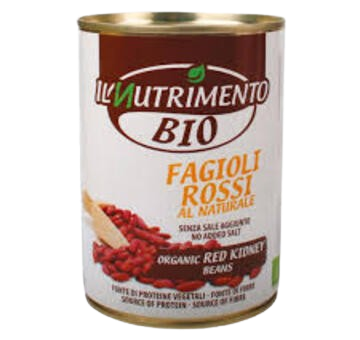 IL NUTRIMENTO
BIO
FAGIOLI
ROSSI
AL NATURALE
SENZA SALE AGGIUNTO
NO ADDED SALT
ORGANIC RED KIDNEY
BEANS
FONTE DI PROTEINE VEGETALI - FONTE DI FIBRE
SOURCE OF PROTEIN - SOURCE OF FIBRE